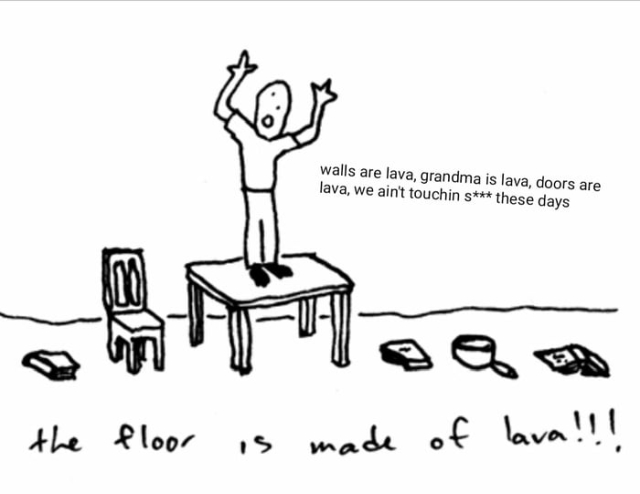 walls are lava, grandma is lava, doors are
lava, we ain't touchin s*** these days
the floor is made of lava!!!